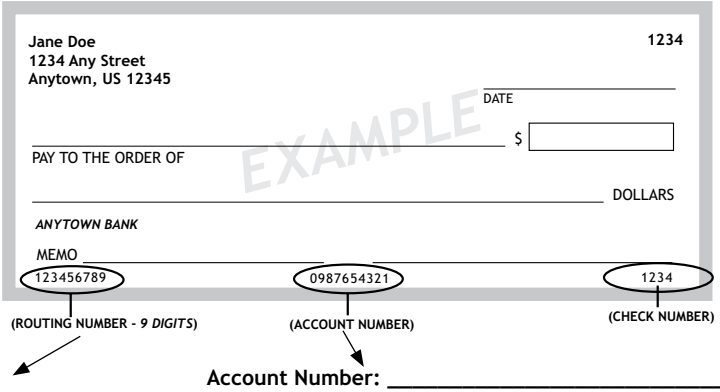 Jane Doe 1234
1234 Any Street
Anytown, US 12345
DATE
EXAMPLE
$
PAY TO THE ORDER OF
DOLLARS
ANYTOWN BANK
MEMO
123456789 0987654321 1234
(ROUTING NUMBER - 9 DIGITS) (ACCOUNT NUMBER) (CHECK NUMBER)
Account Number: